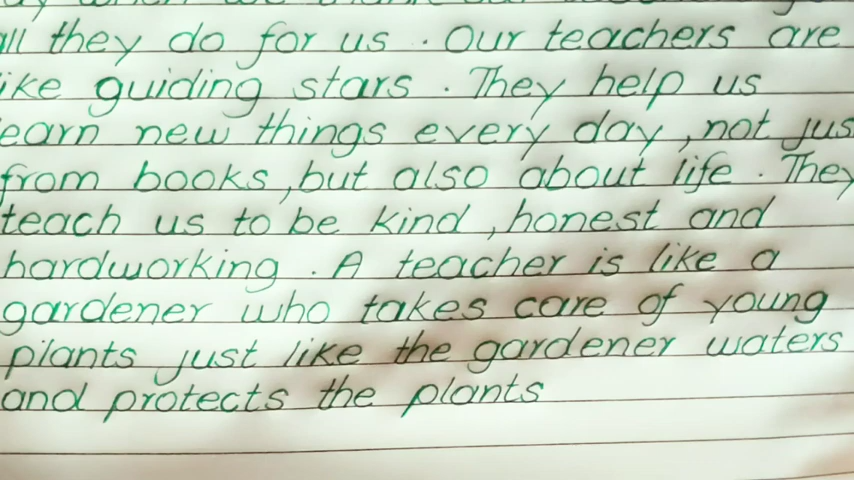 all they do for us . Our teachers are
like guiding stars . They help us
learn new things every day , not jus
from books , but also about life . They
teach us to be kind , honest and
hardworking . A teacher is like a
gardener who takes care of young
plants just like the gardener waters
and protects the plants